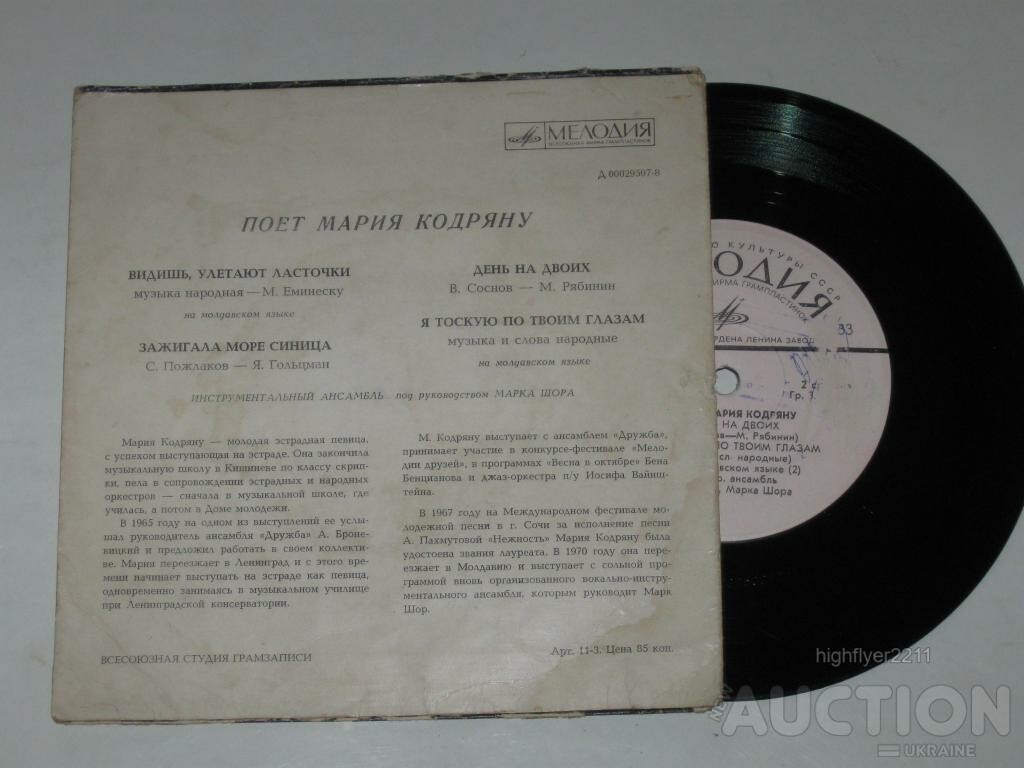 МЕЛОДИЯ
ВСЕСОЮЗНАЯ ФИРМА ГРАМПЛАСТИНОК
Д 00029507-8
ПОЕТ МАРИЯ КОДРЯНУ
ВИДИШЬ, УЛЕТАЮТ ЛАСТОЧКИ
музыка народная — М. Еминеску
на молдавском языке
ЗАЖИГАЛА МОРЕ СИНИЦА
С. Пожлаков — Я. Гольцман
ДЕНЬ НА ДВОИХ
В. Соснов — М. Рябинин
Я ТОСКУЮ ПО ТВОИМ ГЛАЗАМ
музыка и слова народные
на молдавском языке
ИНСТРУМЕНТАЛЬНЫЙ АНСАМБЛЬ под руководством МАРКА ШОРА
Мария Кодряну — молодая эстрадная певица,
с успехом выступающая на эстраде. Она закончила
музыкальную школу в Кишиневе по классу скрип-
ки, пела в сопровождении эстрадных и народных
оркестров — сначала в музыкальной школе, где
училась, а потом в Доме молодежи.
В 1965 году на одном из выступлений ее услы-
шал руководитель ансамбля «Дружба» А. Броне-
вицкий и предложил работать в своем коллекти-
ве. Мария переезжает в Ленинград и с этого вре-
мени начинает выступать на эстраде как певица,
одновременно занимаясь в музыкальном училище
при Ленинградской консерватории.
М. Кодряну выступает с ансамблем «Дружба»,
принимает участие в конкурсе-фестивале «Мело-
дии друзей», в программах «Весна в октябре» Бена
Бенцианова и джаз-оркестра п/у Иосифа Вайн-
штейна.
В 1967 году на Международном фестивале мо-
лодежной песни в г. Сочи за исполнение песни
А. Пахмутовой «Нежность» Мария Кодряну была
удостоена звания лауреата. В 1970 году она пере-
езжает в Молдавию и выступает с сольной про-
граммой вновь организованного вокально-инстру-
ментального ансамбля, которым руководит Марк
Шор.
ВСЕСОЮЗНАЯ СТУДИЯ ГРАМЗАПИСИ
Арт. 11-3. Цена 85 коп.
О КУЛЬТУРЫ СССР
ОДИЯ
ИРМА ГРАМПЛАСТИНОК
33
РДЕНА ЛЕНИНА ЗАВОД
2
Гр. 1.
МАРИЯ КОДРЯНУ
НА ДВОИХ
в—М. Рябинин)
ПО ТВОИМ ГЛАЗАМ
сл. народные)
вском языке (2)
р. ансамбль
Марка Шора
highflyer2211
AUCTION
UKRAINE